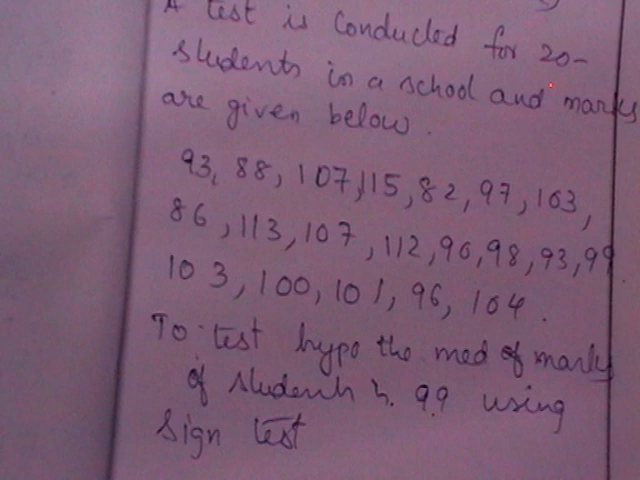 A test is conducted for 20-
students in a school and marks
are given below.
93, 88, 107, 115, 82, 97, 103,
86, 113, 107, 112, 96, 98, 93, 99
103, 100, 101, 96, 104.
To test hypo the med of marks
of students is 99 using
Sign test